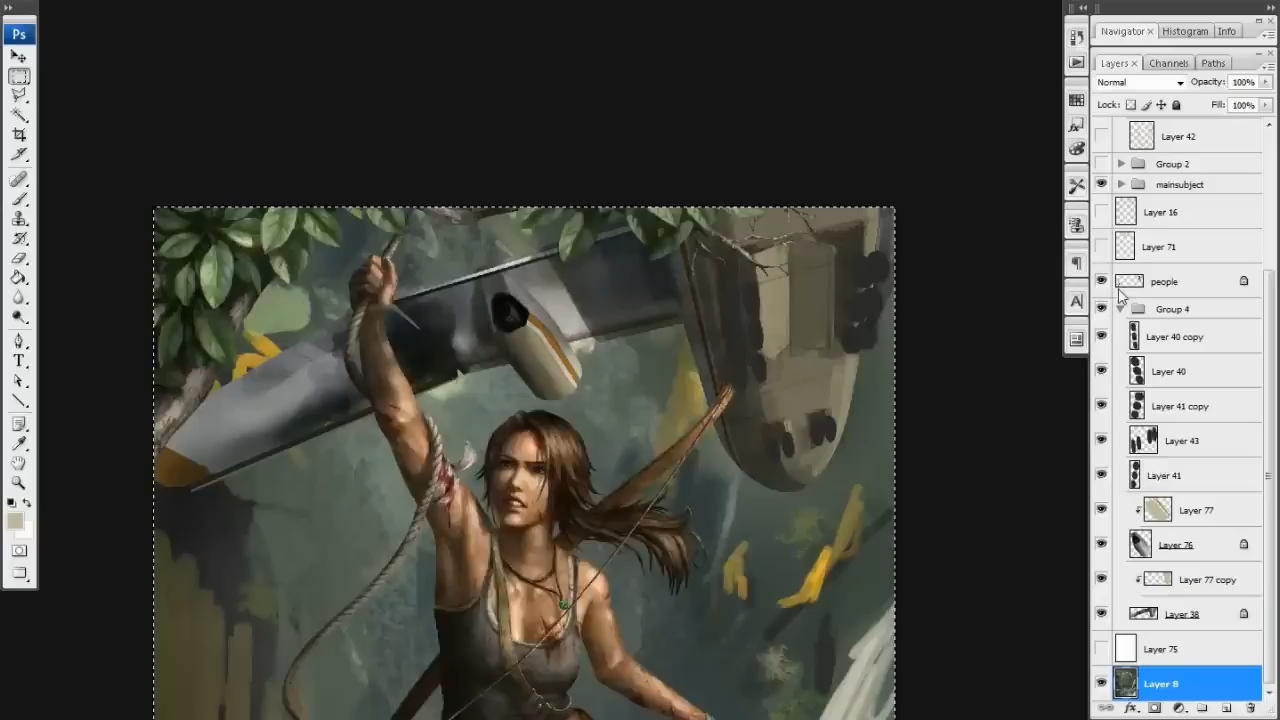 Ps
Navigator × Histogram Info
Layers × Channels Paths
Normal Opacity: 100%
Lock: Fill: 100%
Layer 42
Group 2
mainsubject
Layer 16
Layer 71
people
Group 4
Layer 40 copy
Layer 40
Layer 41 copy
Layer 43
Layer 41
Layer 77
Layer 76
Layer 77 copy
Layer 38
Layer 75
Layer 8
T
A
fx